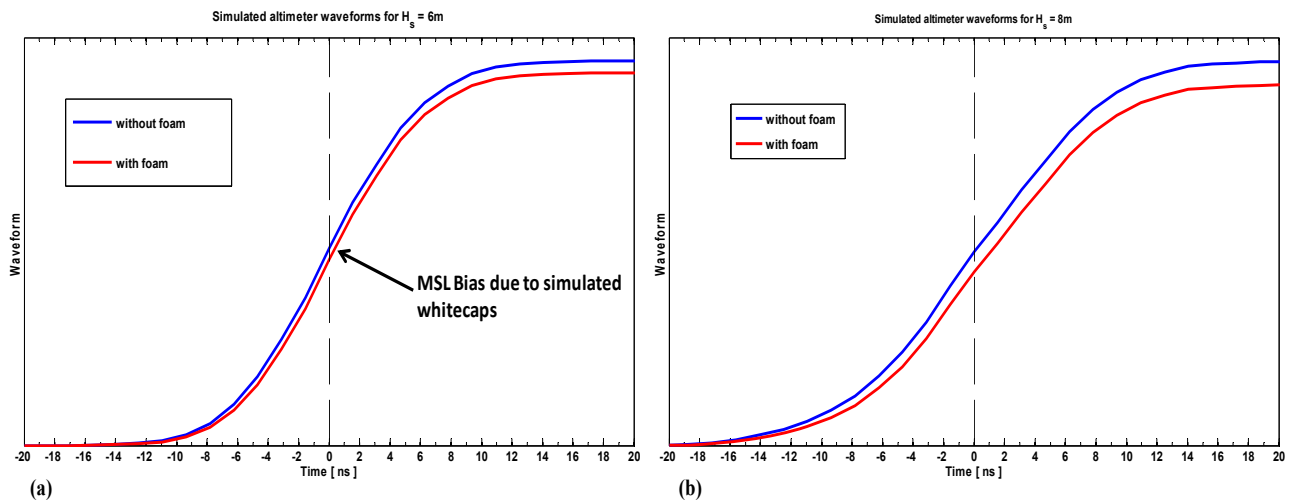 Simulated altimeter waveforms for H_s = 6m
without foam
with foam
MSL Bias due to simulated
whitecaps
Waveform
-20 -18 -16 -14 -12 -10 -8 -6 -4 -2 0 2 4 6 8 10 12 14 16 18 20
Time [ ns ]
(a)
Simulated altimeter waveforms for H_s = 8m
without foam
with foam
Waveform
-20 -18 -16 -14 -12 -10 -8 -6 -4 -2 0 2 4 6 8 10 12 14 16 18 20
Time [ ns ]
(b)